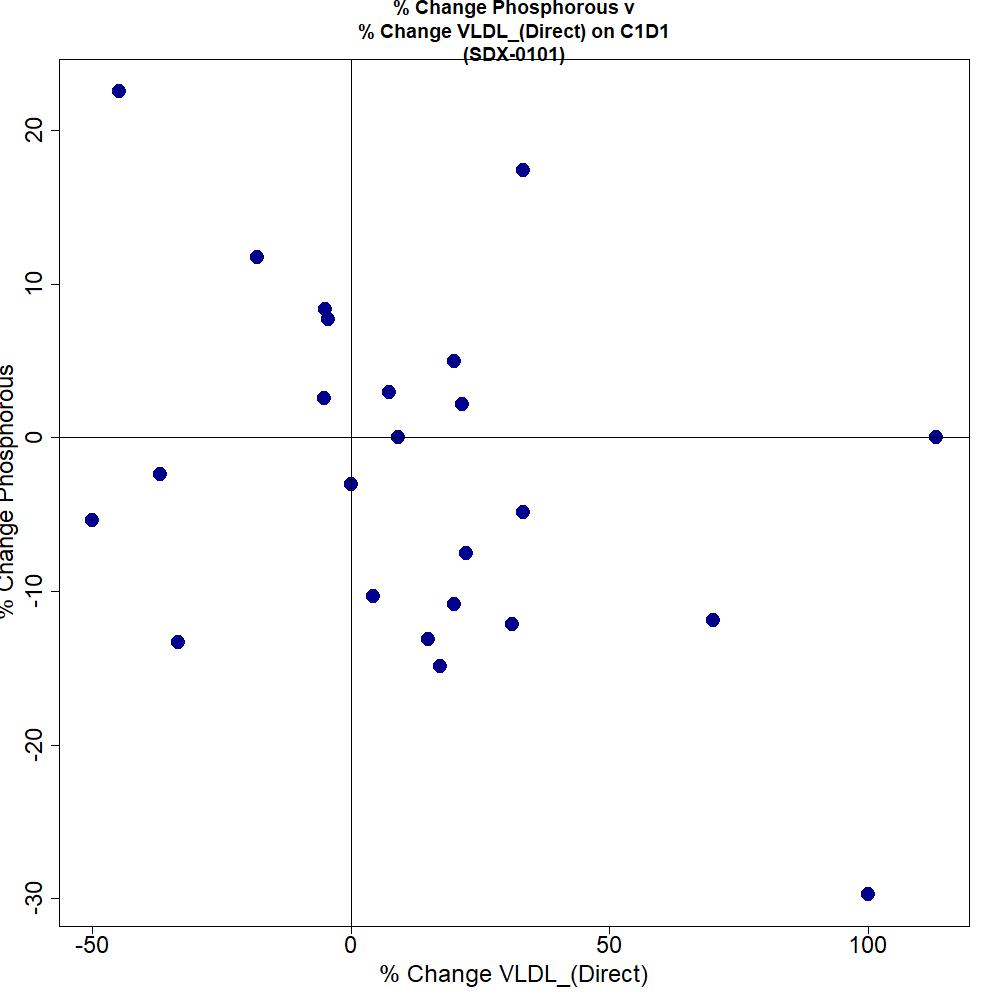 % Change Phosphorous v
% Change VLDL_(Direct) on C1D1
(SDX-0101)
% Change Phosphorous
20
10
0
-10
-20
-30
-50
0
50
100
% Change VLDL_(Direct)